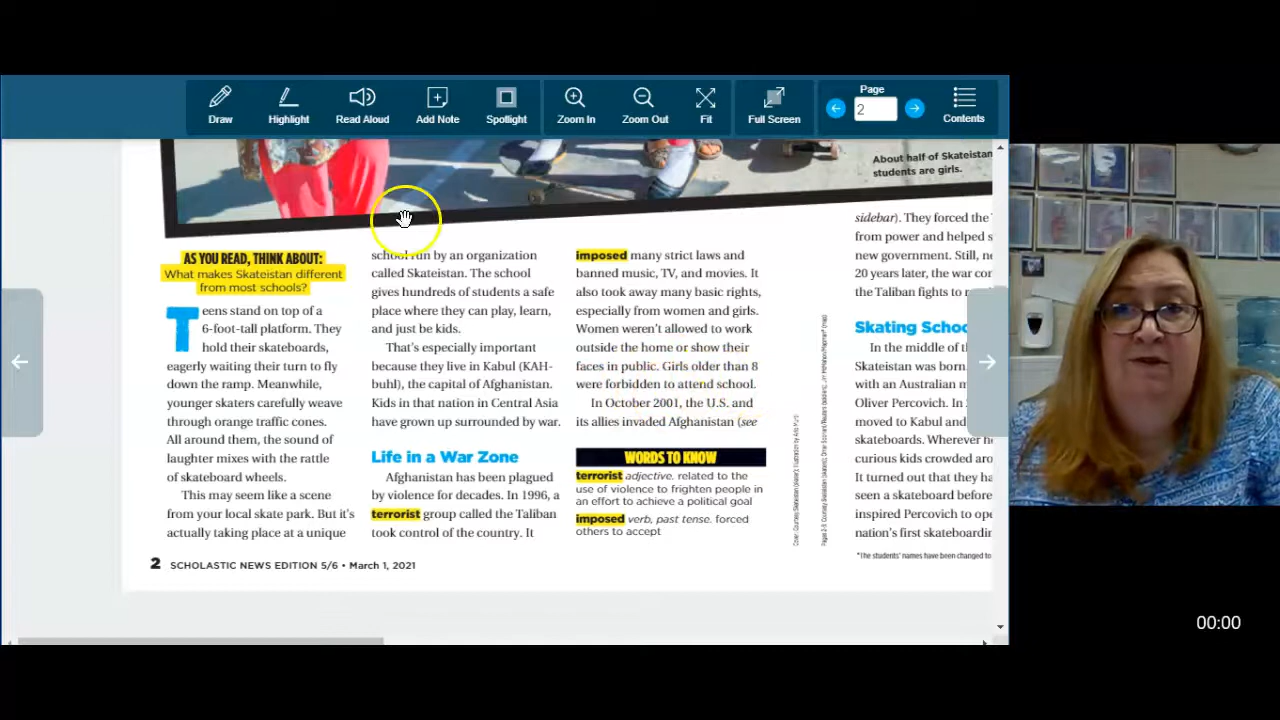 Draw
Highlight
Read Aloud
Add Note
Spotlight
Zoom In
Zoom Out
Fit
Full Screen
Page
2
Contents
About half of Skateistan
students are girls.
AS YOU READ, THINK ABOUT:
What makes Skateistan different
from most schools?
Teens stand on top of a
6-foot-tall platform. They
hold their skateboards,
eagerly waiting their turn to fly
down the ramp. Meanwhile,
younger skaters carefully weave
through orange traffic cones.
All around them, the sound of
laughter mixes with the rattle
of skateboard wheels.
This may seem like a scene
from your local skate park. But it's
actually taking place at a unique
school run by an organization
called Skateistan. The school
gives hundreds of students a safe
place where they can play, learn,
and just be kids.
That's especially important
because they live in Kabul (KAH-
buhl), the capital of Afghanistan.
Kids in that nation in Central Asia
have grown up surrounded by war.
Life in a War Zone
Afghanistan has been plagued
by violence for decades. In 1996, a
terrorist group called the Taliban
took control of the country. It
imposed many strict laws and
banned music, TV, and movies. It
also took away many basic rights,
especially from women and girls.
Women weren't allowed to work
outside the home or show their
faces in public. Girls older than 8
were forbidden to attend school.
In October 2001, the U.S. and
its allies invaded Afghanistan (see
WORDS TO KNOW
terrorist adjective. related to the
use of violence to frighten people in
an effort to achieve a political goal
imposed verb, past tense. forced
others to accept
sidebar). They forced the
from power and helped s
new government. Still, ne
20 years later, the war con
the Taliban fights to
Skating Schoo
In the middle of
Skateistan was born.
with an Australian
Oliver Percovich. In
moved to Kabul and
skateboards. Wherever
curious kids crowded aro
It turned out that they ha
seen a skateboard before
inspired Percovich to ope
nation's first skateboardin
*The students' names have been changed to
2 SCHOLASTIC NEWS EDITION 5/6 • March 1, 2021
00:00